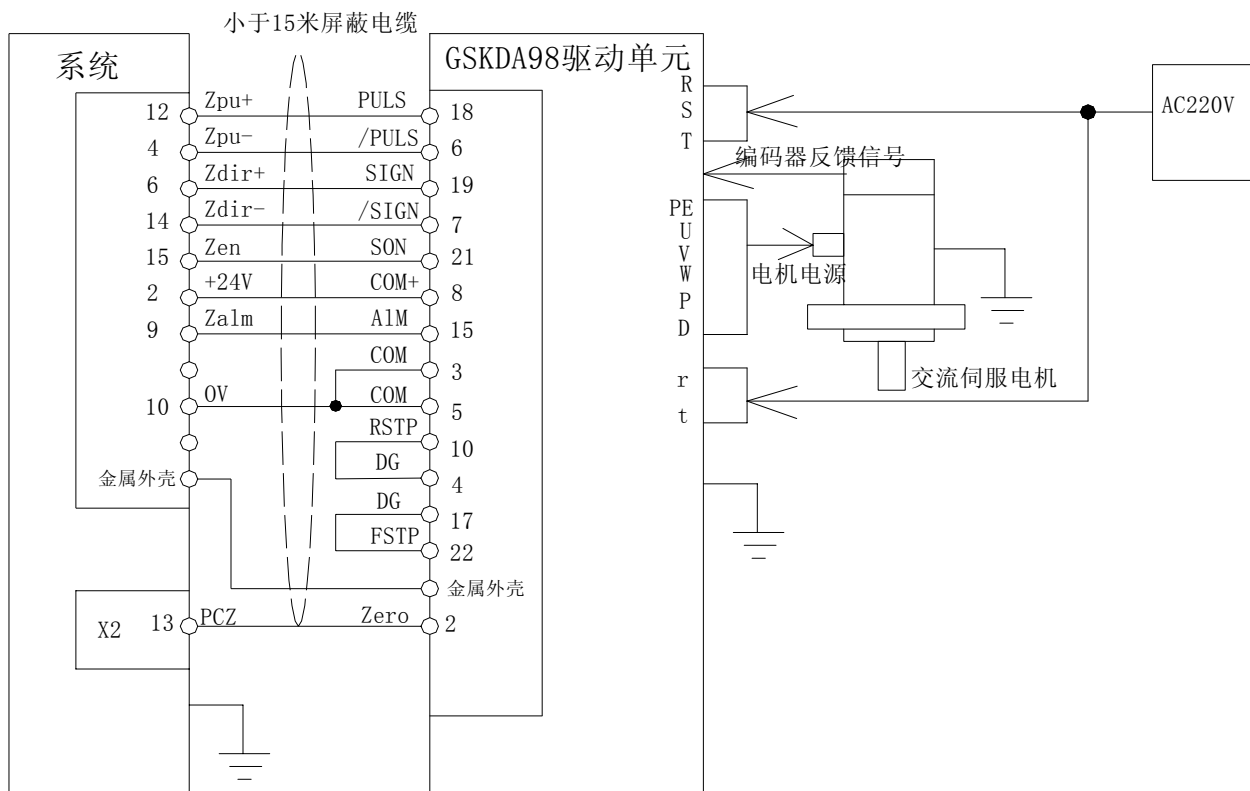 小于15米屏蔽电缆
系统
GSKDA98驱动单元
12 Zpu+ PULS 18
4 Zpu- /PULS 6
6 Zdir+ SIGN 19
14 Zdir- /SIGN 7
15 Zen SON 21
2 +24V COM+ 8
9 Zalm AlM 15
COM 3
10 0V COM 5
RSTP 10
DG 4
金属外壳
DG 17
FSTP 22
金属外壳
X2 13 PCZ Zero 2
R
S
T
AC220V
编码器反馈信号
PE
U
V
W
P
D
电机电源
交流伺服电机
r
t